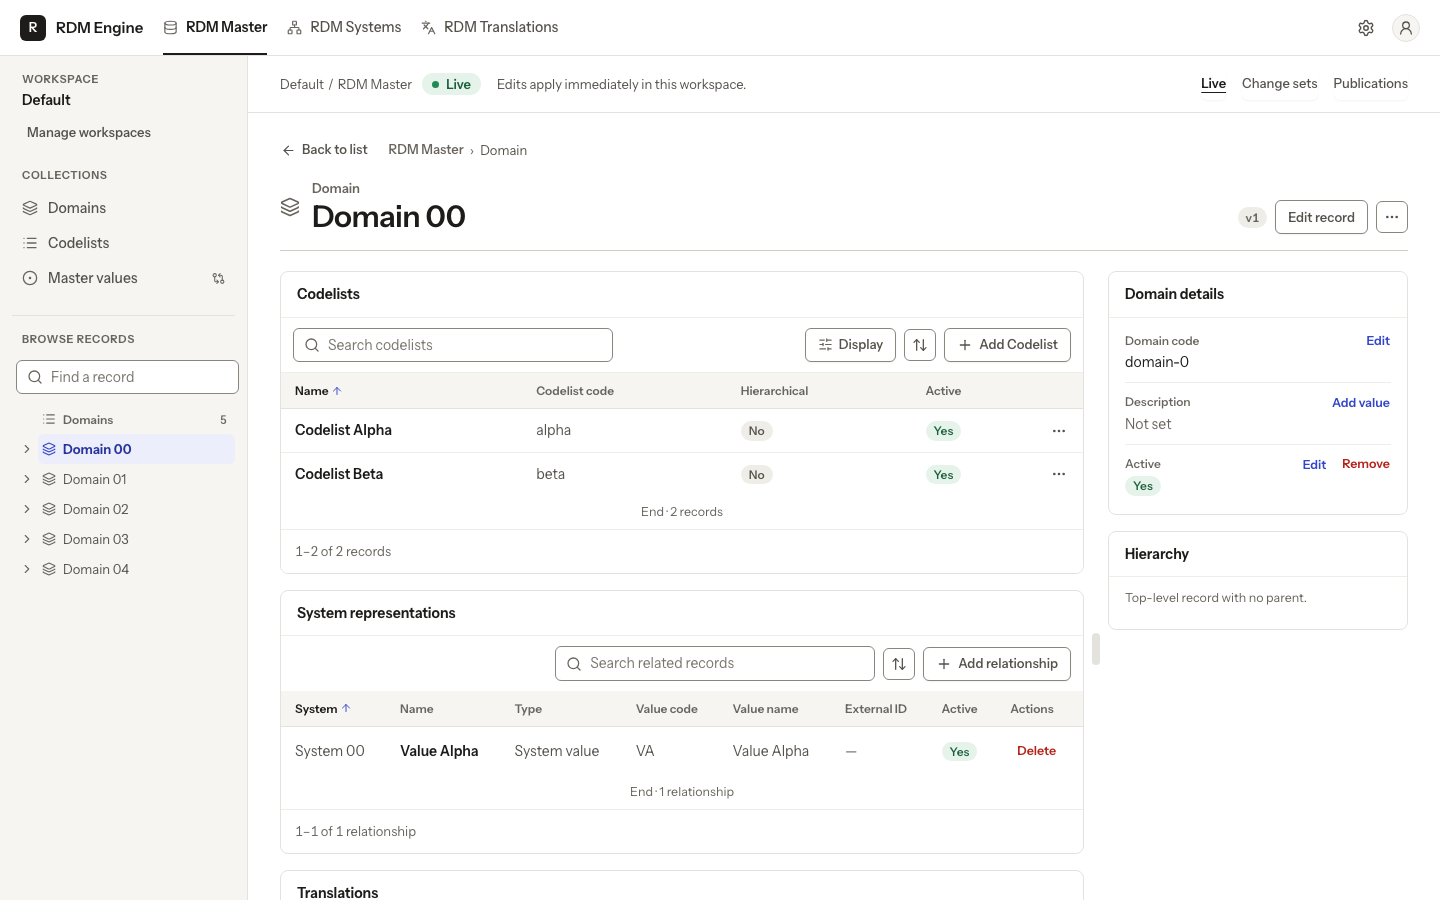 R RDM Engine RDM Master RDM Systems RDM Translations
WORKSPACE
Default
Manage workspaces
COLLECTIONS
Domains
Codelists
Master values
BROWSE RECORDS
Find a record
Domains 5
Domain 00
Domain 01
Domain 02
Domain 03
Domain 04
Default / RDM Master Live Edits apply immediately in this workspace. Live Change sets Publications
Back to list RDM Master › Domain
Domain
Domain 00 v1 Edit record
Codelists
Search codelists Display Add Codelist
Name Codelist code Hierarchical Active
Codelist Alpha alpha No Yes
Codelist Beta beta No Yes
End · 2 records
1–2 of 2 records
System representations
Search related records Add relationship
System Name Type Value code Value name External ID Active Actions
System 00 Value Alpha System value VA Value Alpha — Yes Delete
End · 1 relationship
1–1 of 1 relationship
Translations
Domain details
Domain code Edit
domain-0
Description Add value
Not set
Active Edit Remove
Yes
Hierarchy
Top-level record with no parent.